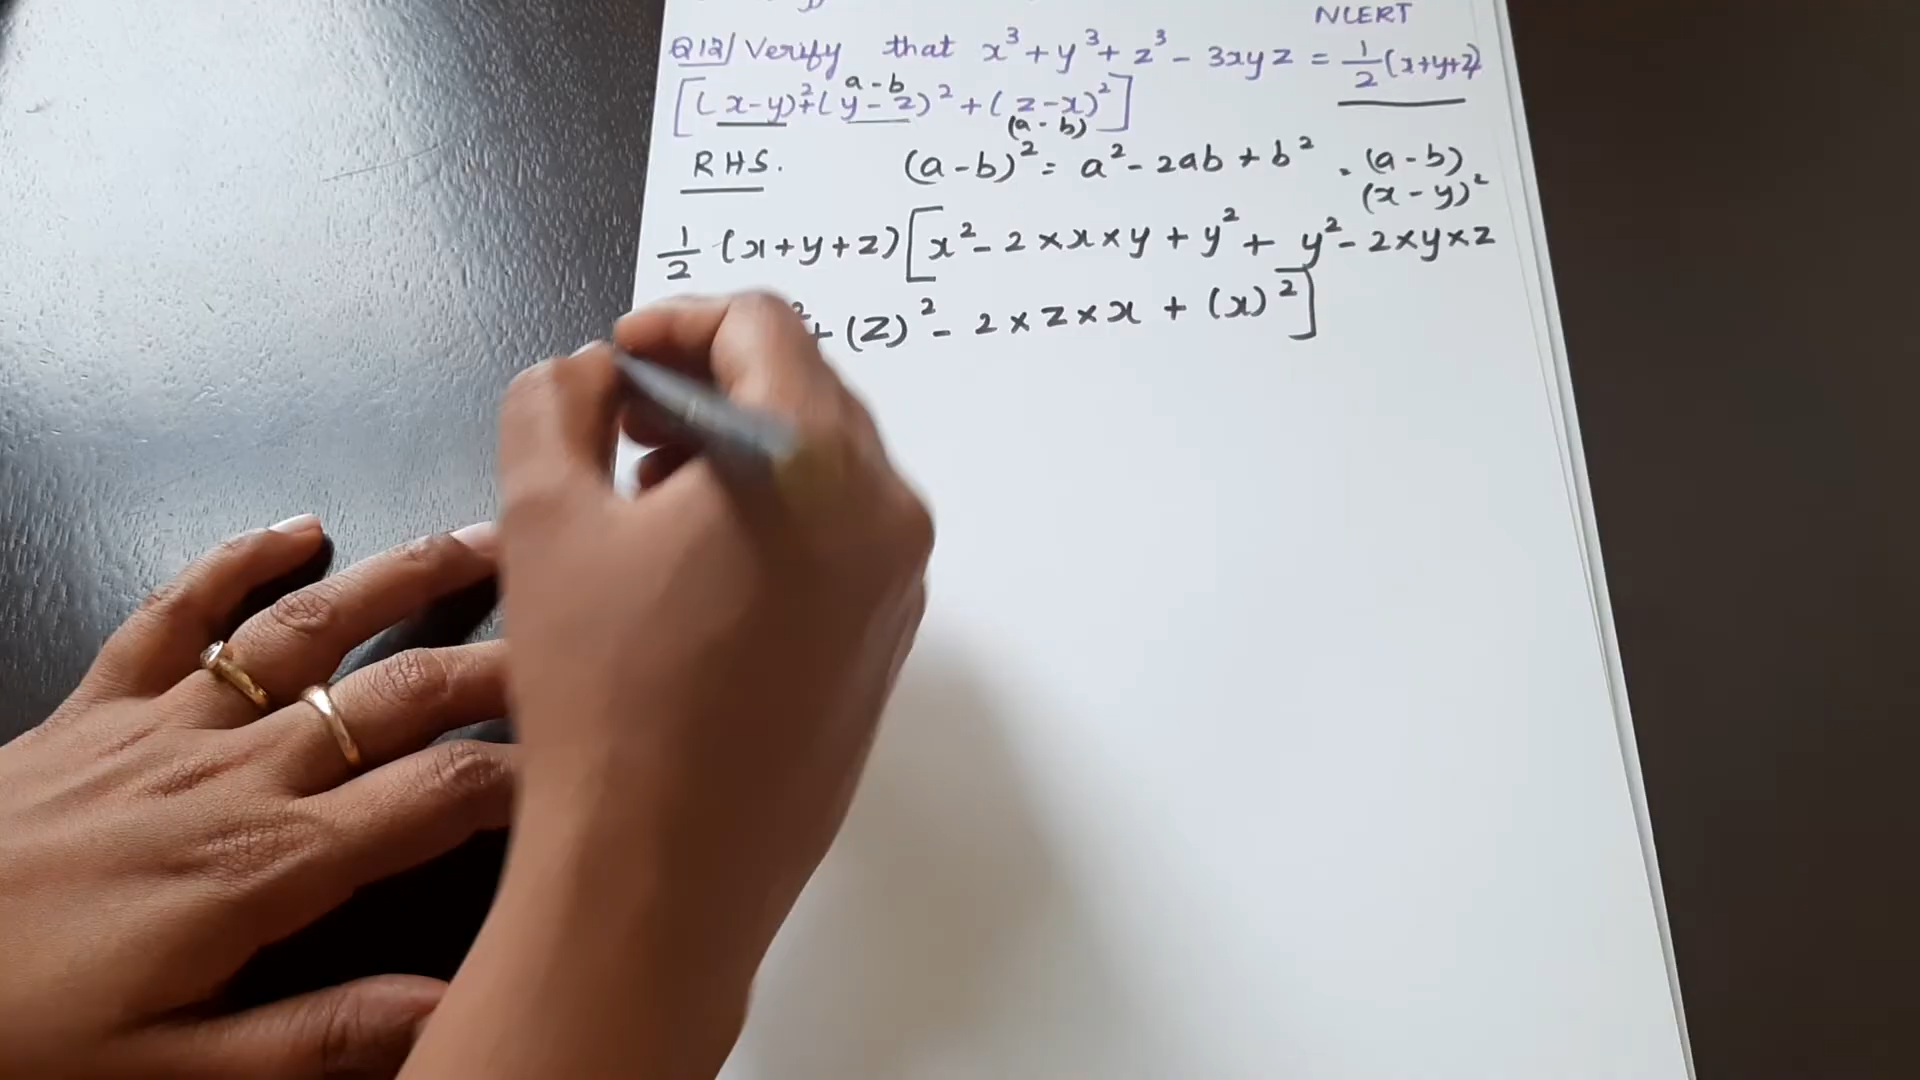 NCERT
Q12/ Verify that x³ + y³ + z³ - 3xyz = 1/2 (x+y+z)
a - b
[(x-y)²+(y-z)² + (z-x)²]
(a - b)
RHS. (a-b)² = a² - 2ab + b² . (a-b)
(x-y)²
1/2 (x+y+z)[x² - 2×x×y + y² + y² - 2×y×z
² + (z)² - 2×z×x + (x)²]